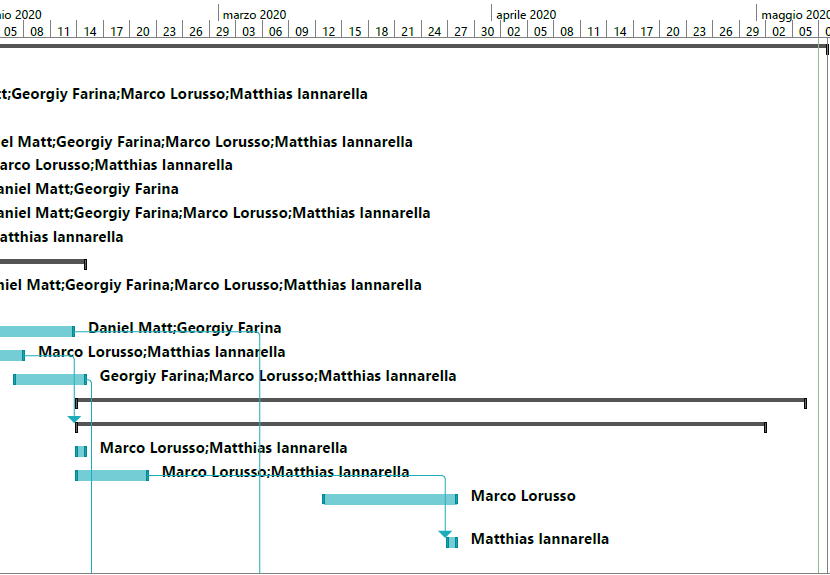 io 2020 marzo 2020 aprile 2020 maggio 2020
05 08 11 14 17 20 23 26 29 03 06 09 12 15 18 21 24 27 30 02 05 08 11 14 17 20 23 26 29 02 05 0
t;Georgiy Farina;Marco Lorusso;Matthias Iannarella
el Matt;Georgiy Farina;Marco Lorusso;Matthias Iannarella
arco Lorusso;Matthias Iannarella
aniel Matt;Georgiy Farina
aniel Matt;Georgiy Farina;Marco Lorusso;Matthias Iannarella
atthias Iannarella
niel Matt;Georgiy Farina;Marco Lorusso;Matthias Iannarella
Daniel Matt;Georgiy Farina
Marco Lorusso;Matthias Iannarella
Georgiy Farina;Marco Lorusso;Matthias Iannarella
Marco Lorusso;Matthias Iannarella
Marco Lorusso;Matthias Iannarella
Marco Lorusso
Matthias Iannarella